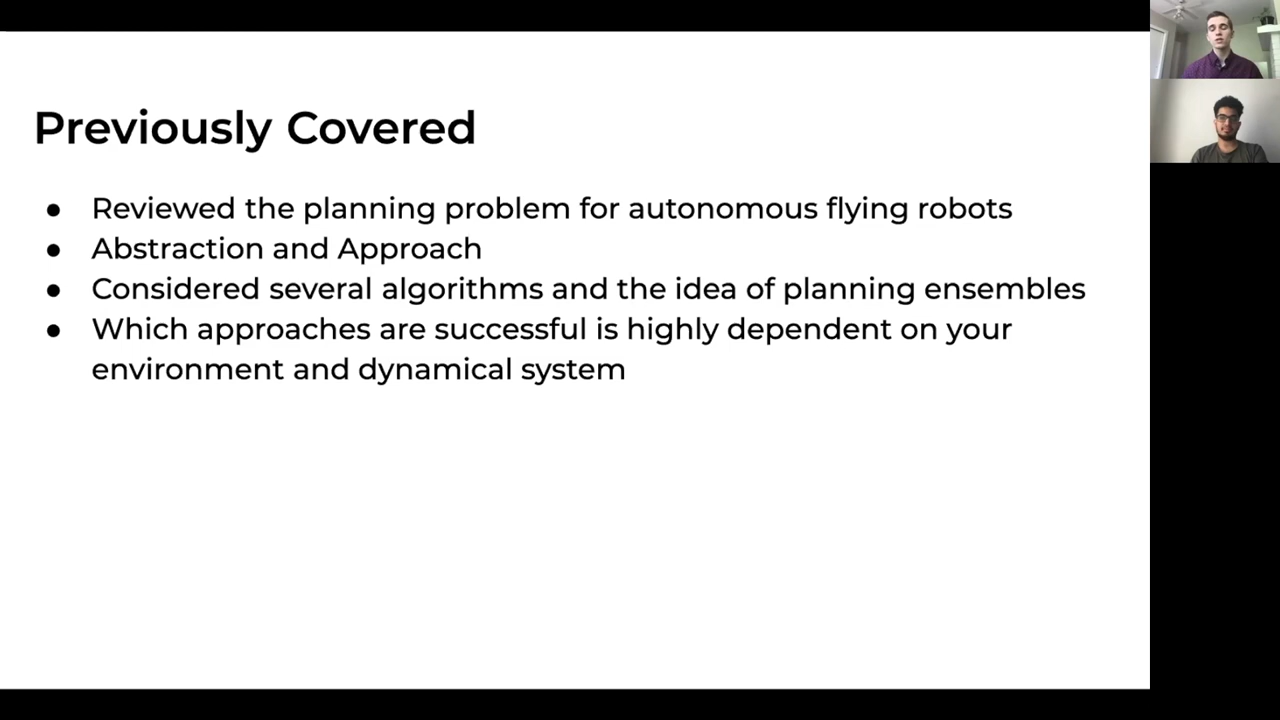 Previously Covered
● Reviewed the planning problem for autonomous flying robots
● Abstraction and Approach
● Considered several algorithms and the idea of planning ensembles
● Which approaches are successful is highly dependent on your
environment and dynamical system